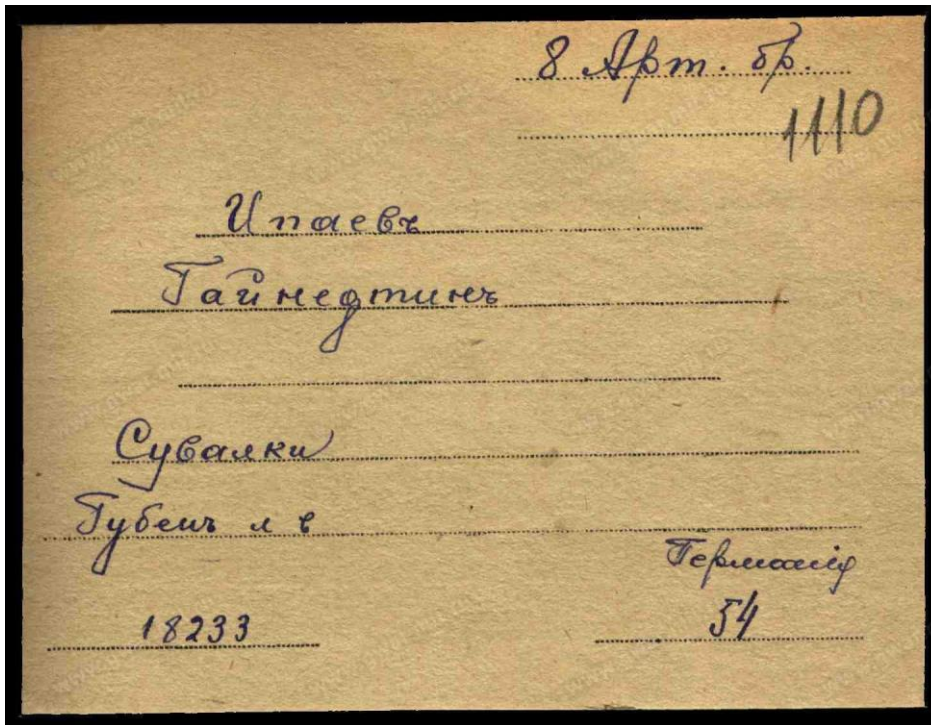 8 Арт. бр.
1110
Ипаевъ
Гайнедтинъ
Сувалки
Губенъ л в
Германія
18233
54